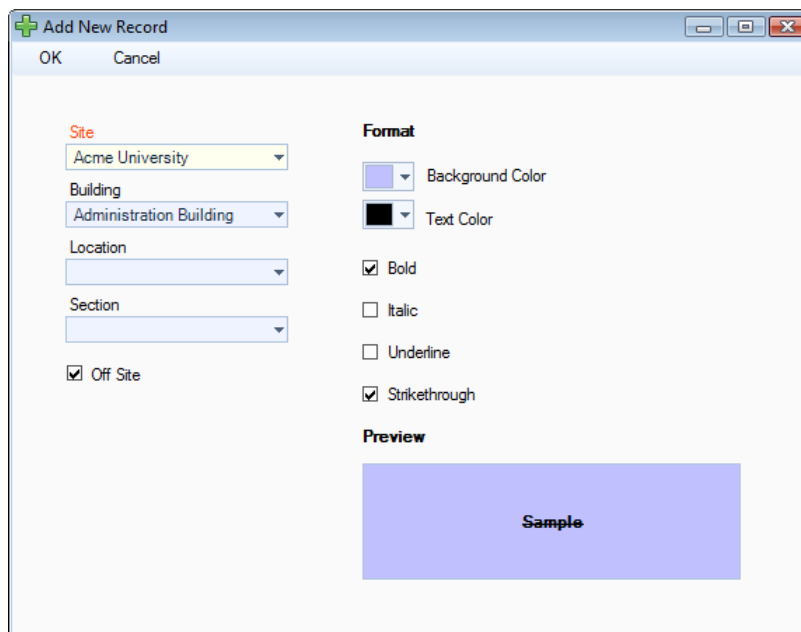 Add New Record
OK Cancel
Site
Acme University
Building
Administration Building
Location
Section
Off Site
Format
Background Color
Text Color
Bold
Italic
Underline
Strikethrough
Preview
Sample